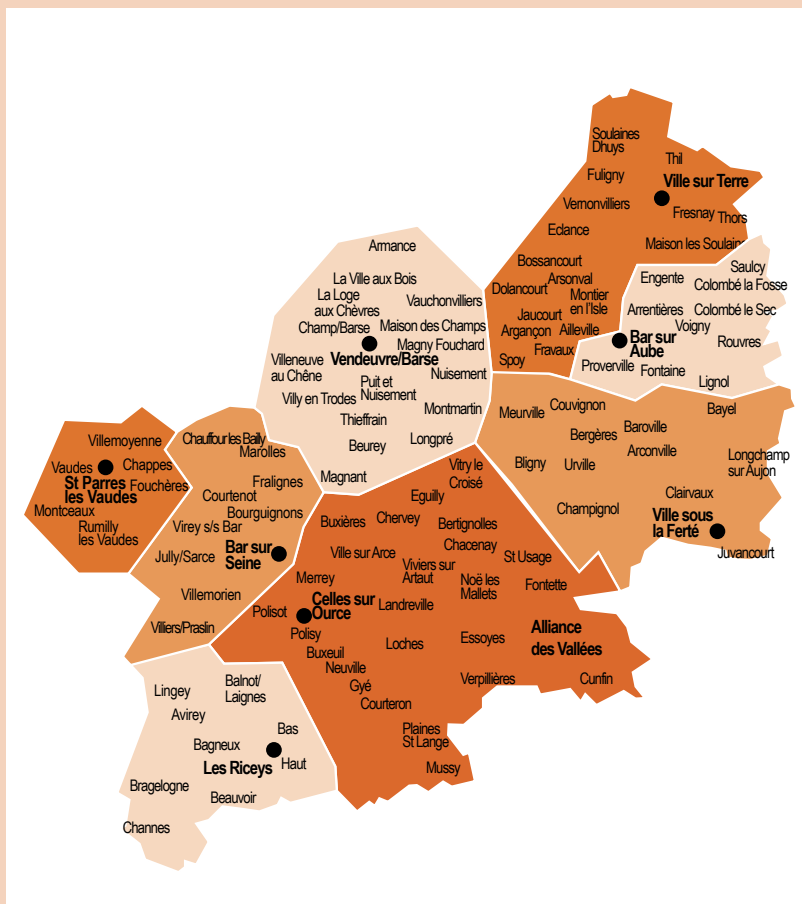 Soulaines
Dhuys
Thil
Fuligny
Ville sur Terre
Vernonvilliers
Fresnay
Thors
Eclance
Maison les Soulain
Bossancourt
Arsonval
Dolancourt
Montier
en l'Isle
Jaucourt
Argançon
Ailleville
Fravaux
Spoy
Saulcy
Engente
Colombé la Fosse
Arrentières
Colombé le Sec
Voigny
Bar sur
Aube
Rouvres
Proverville
Fontaine
Lignol
Armance
La Ville aux Bois
La Loge
aux Chèvres
Vauchonvilliers
Champ/Barse
Maison des Champs
Magny Fouchard
Vendeuvre/Barse
Villeneuve
au Chêne
Nuisement
Puit et
Nuisement
Villy en Trodes
Montmartin
Thieffrain
Beurey
Longpré
Magnant
Meurville
Couvignon
Bayel
Baroville
Bergères
Arconville
Bligny
Urville
Longchamp
sur Aujon
Clairvaux
Champignol
Ville sous
la Ferté
Juvancourt
Villemoyenne
Vaudes
Chappes
St Parres
les Vaudes
Fouchères
Montceaux
Rumilly
les Vaudes
Chauffour les Bailly
Marolles
Fralignes
Courtenot
Bourguignons
Virey s/s Bar
Jully/Sarce
Bar sur
Seine
Villemorien
Villiers/Praslin
Vitry le
Croisé
Eguilly
Buxières
Chervey
Bertignolles
Chacenay
Ville sur Arce
St Usage
Viviers sur
Artaut
Merrey
Noë les
Mallets
Fontette
Celles sur
Ource
Polisot
Landreville
Polisy
Essoyes
Alliance
des Vallées
Loches
Buxeuil
Neuville
Gyé
Verpillières
Cunfin
Courteron
Plaines
St Lange
Mussy
Balnot/
Laignes
Lingey
Avirey
Bas
Bagneux
Haut
Les Riceys
Bragelogne
Beauvoir
Channes